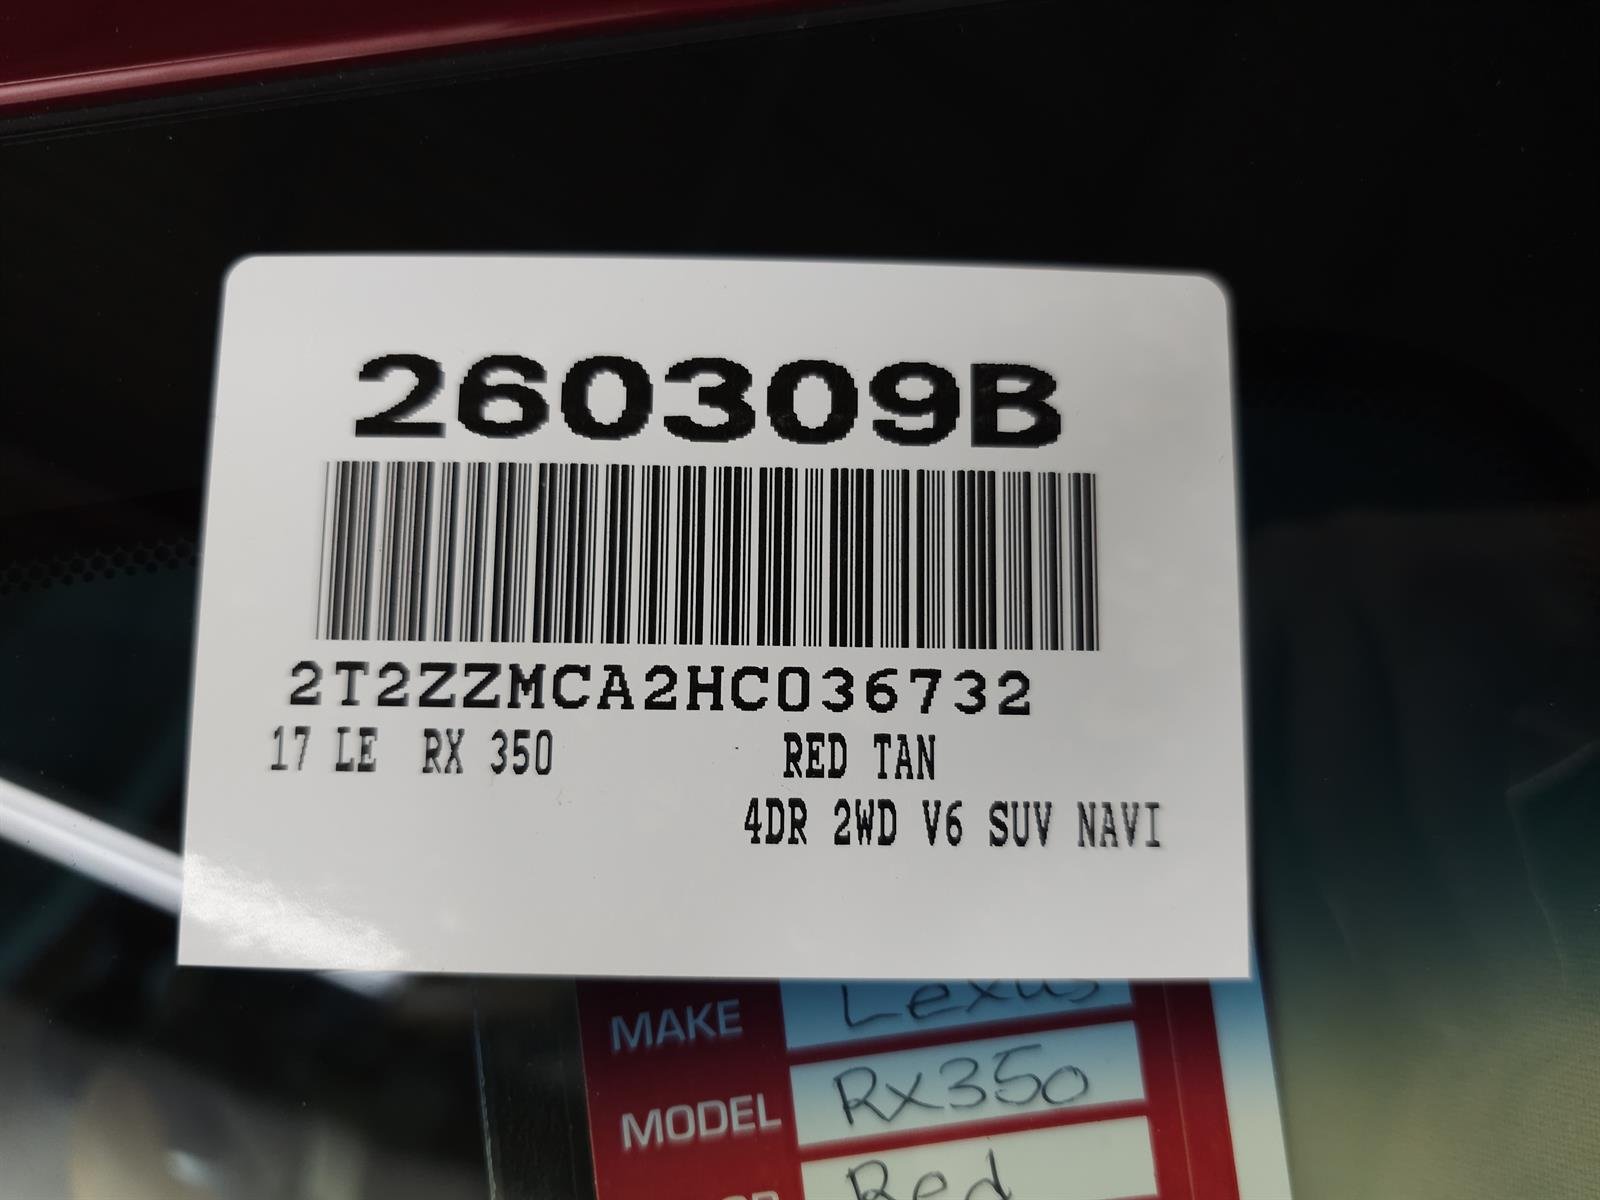 260309B
2T2ZZMCA2HC036732
17 LE RX 350 RED TAN
4DR 2WD V6 SUV NAVI
MAKE Lexus
MODEL RX350
Red